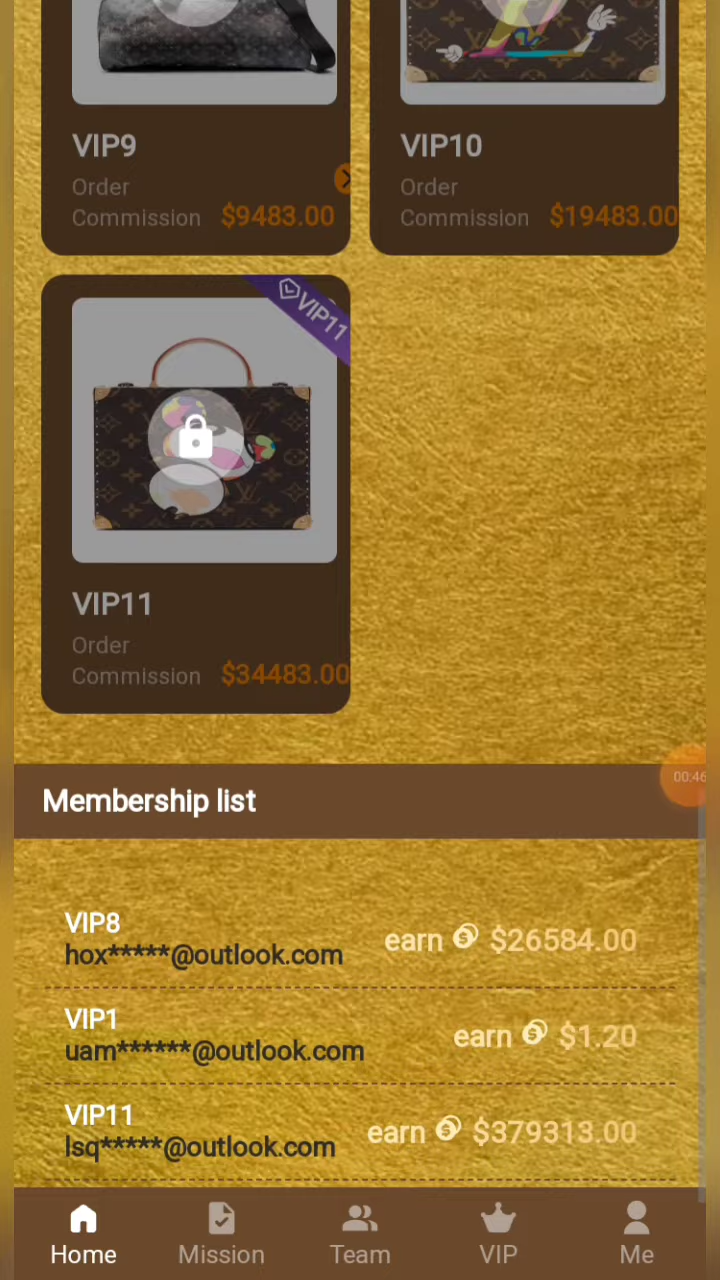 VIP9
Order
Commission $9483.00
VIP10
Order
Commission $19483.00
VIP11
VIP11
Order
Commission $34483.00
00:46
Membership list
VIP8
hox*****@outlook.com
earn $26584.00
VIP1
uam******@outlook.com
earn $1.20
VIP11
lsq*****@outlook.com
earn $379313.00
Home Mission Team VIP Me